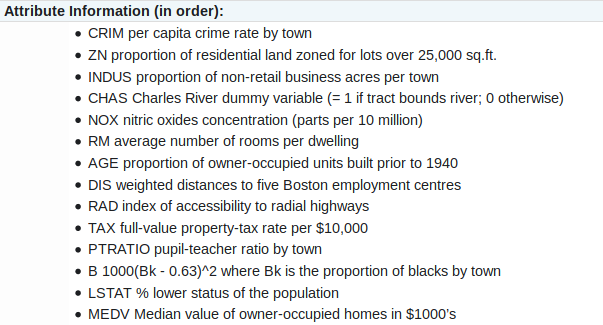 Attribute Information (in order):
• CRIM per capita crime rate by town
• ZN proportion of residential land zoned for lots over 25,000 sq.ft.
• INDUS proportion of non-retail business acres per town
• CHAS Charles River dummy variable (= 1 if tract bounds river; 0 otherwise)
• NOX nitric oxides concentration (parts per 10 million)
• RM average number of rooms per dwelling
• AGE proportion of owner-occupied units built prior to 1940
• DIS weighted distances to five Boston employment centres
• RAD index of accessibility to radial highways
• TAX full-value property-tax rate per $10,000
• PTRATIO pupil-teacher ratio by town
• B 1000(Bk - 0.63)^2 where Bk is the proportion of blacks by town
• LSTAT % lower status of the population
• MEDV Median value of owner-occupied homes in $1000's